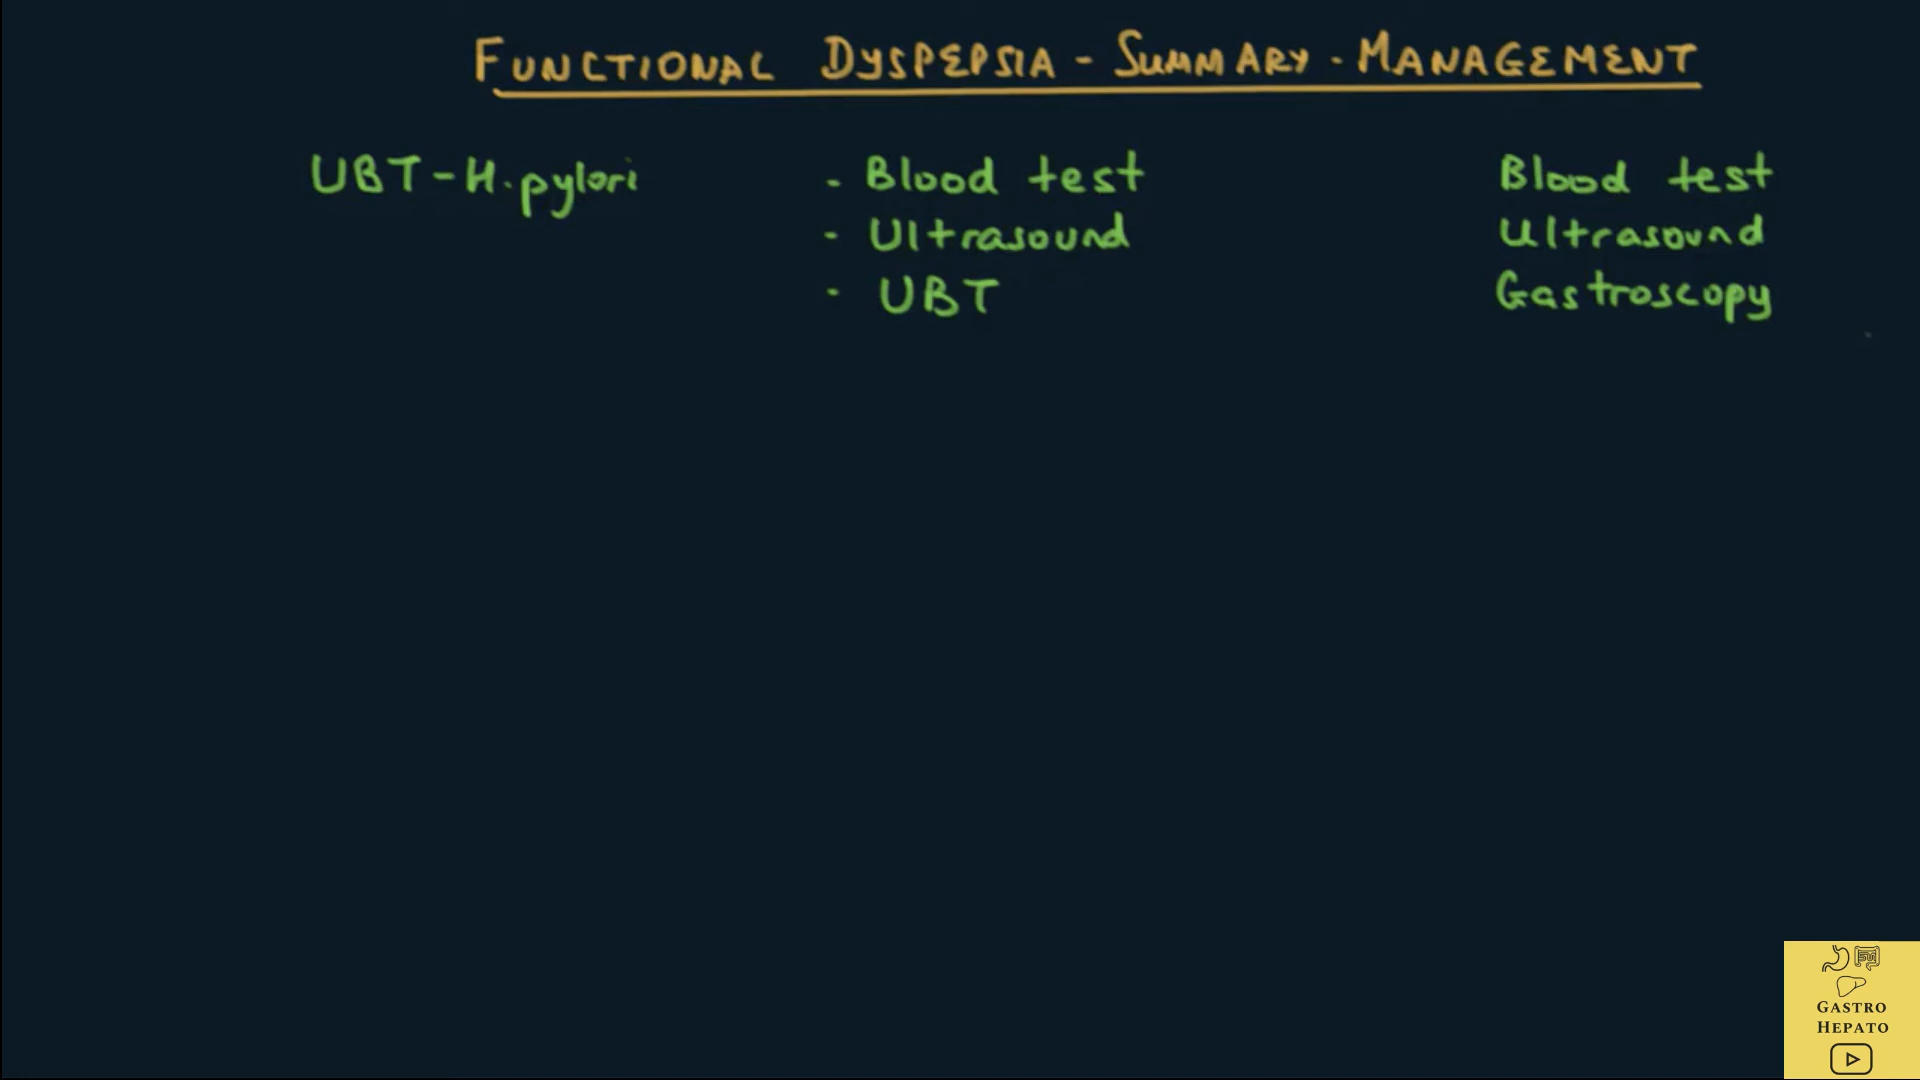 FUNCTIONAL DYSPEPSIA - SUMMARY - MANAGEMENT
UBT - H. pylori
- Blood test
- Ultrasound
- UBT
Blood test
Ultrasound
Gastroscopy
GASTRO
HEPATO